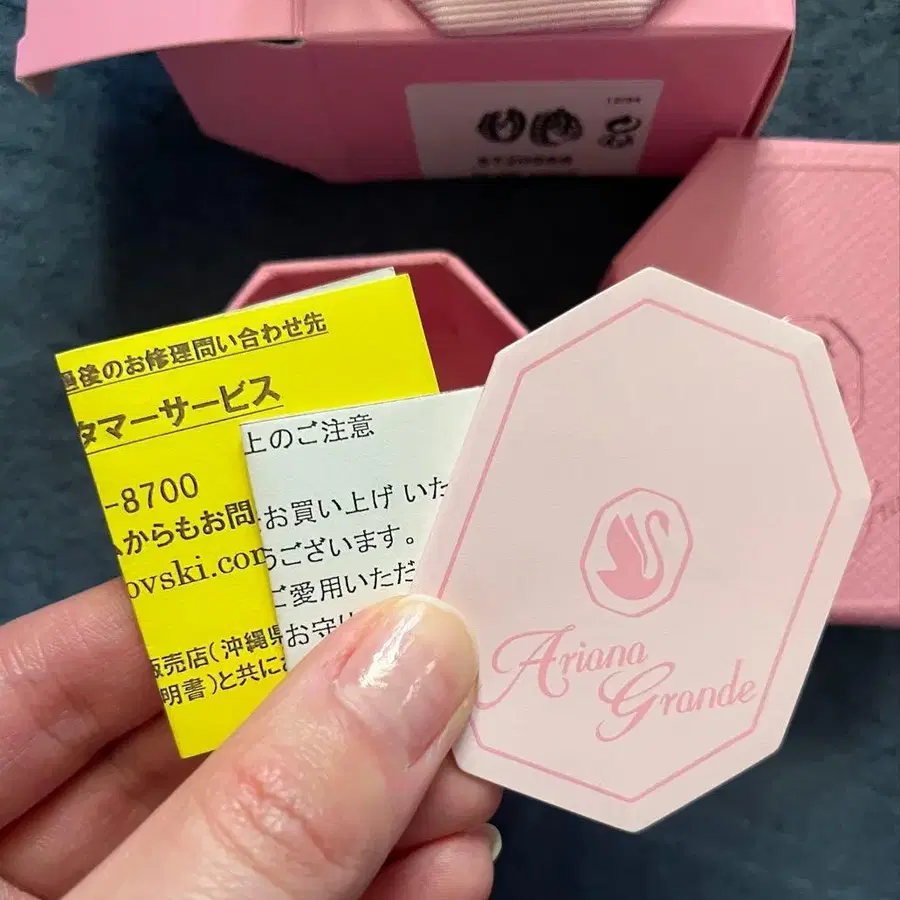 後のお修理問い合わせ先
タマーサービス
-8700
からもお問
ovski.com
販売店(沖縄県
明書)と共にお
上のご注意
お買い上げ いた
うございます。
ご愛用いただ
お守り
Ariana
Grande